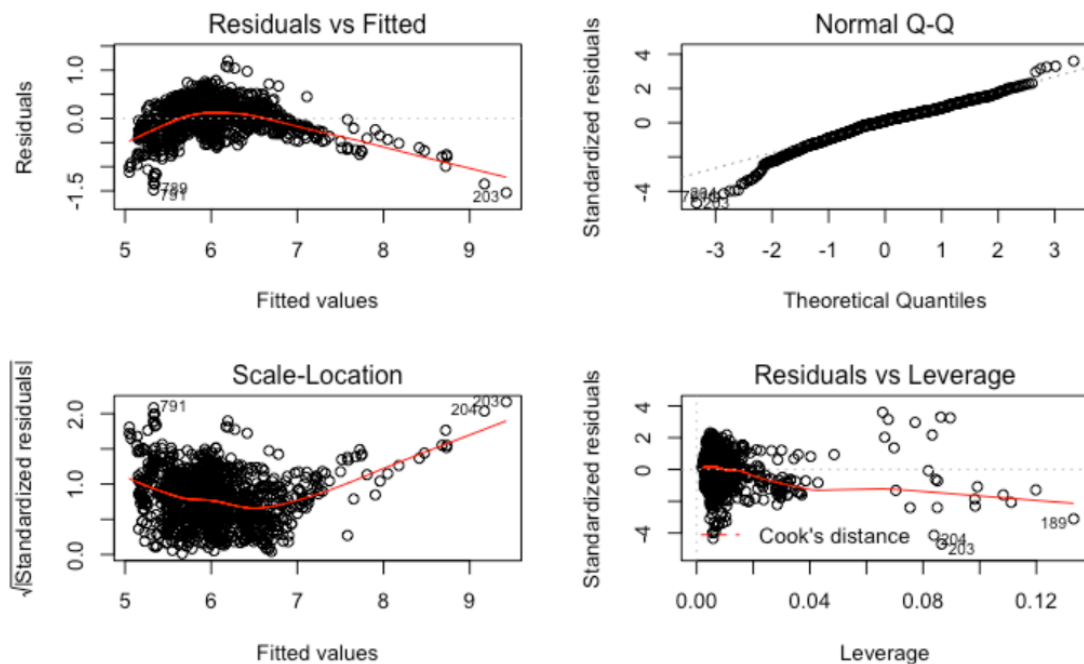 Residuals vs Fitted
Residuals
-1.5 0.0 1.0
789
791
203
5 6 7 8 9
Fitted values
Normal Q-Q
Standardized residuals
-4 0 2 4
203
-3 -2 -1 0 1 2 3
Theoretical Quantiles
Scale-Location
√|Standardized residuals|
0.0 1.0 2.0
791
203
204
5 6 7 8 9
Fitted values
Residuals vs Leverage
Standardized residuals
-4 0 2 4
189
204
203
Cook's distance
0.00 0.04 0.08 0.12
Leverage